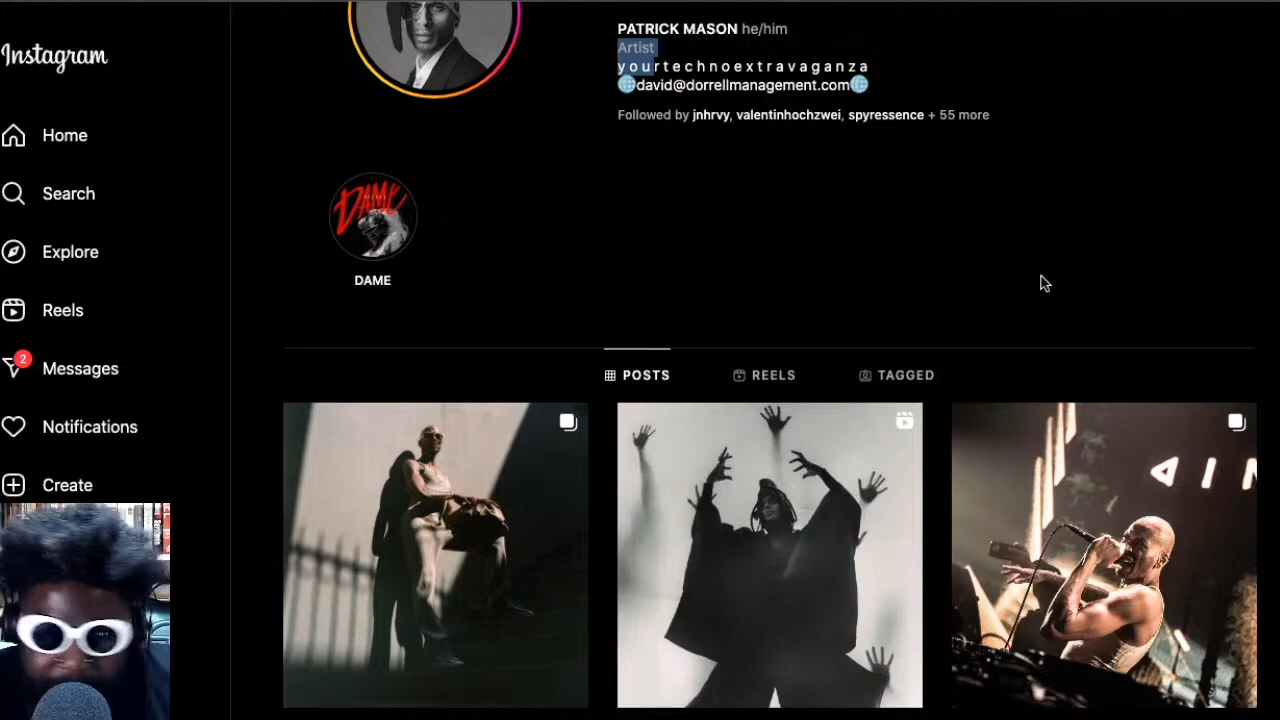 Instagram
Home
Search
Explore
Reels
2
Messages
Notifications
Create
PATRICK MASON he/him
Artist
yourtechnoextravaganza
🌐david@dorrellmanagement.com🌐
Followed by jnhrvy, valentinhochzwei, spyressence + 55 more
DAME
DAME
POSTS
REELS
TAGGED